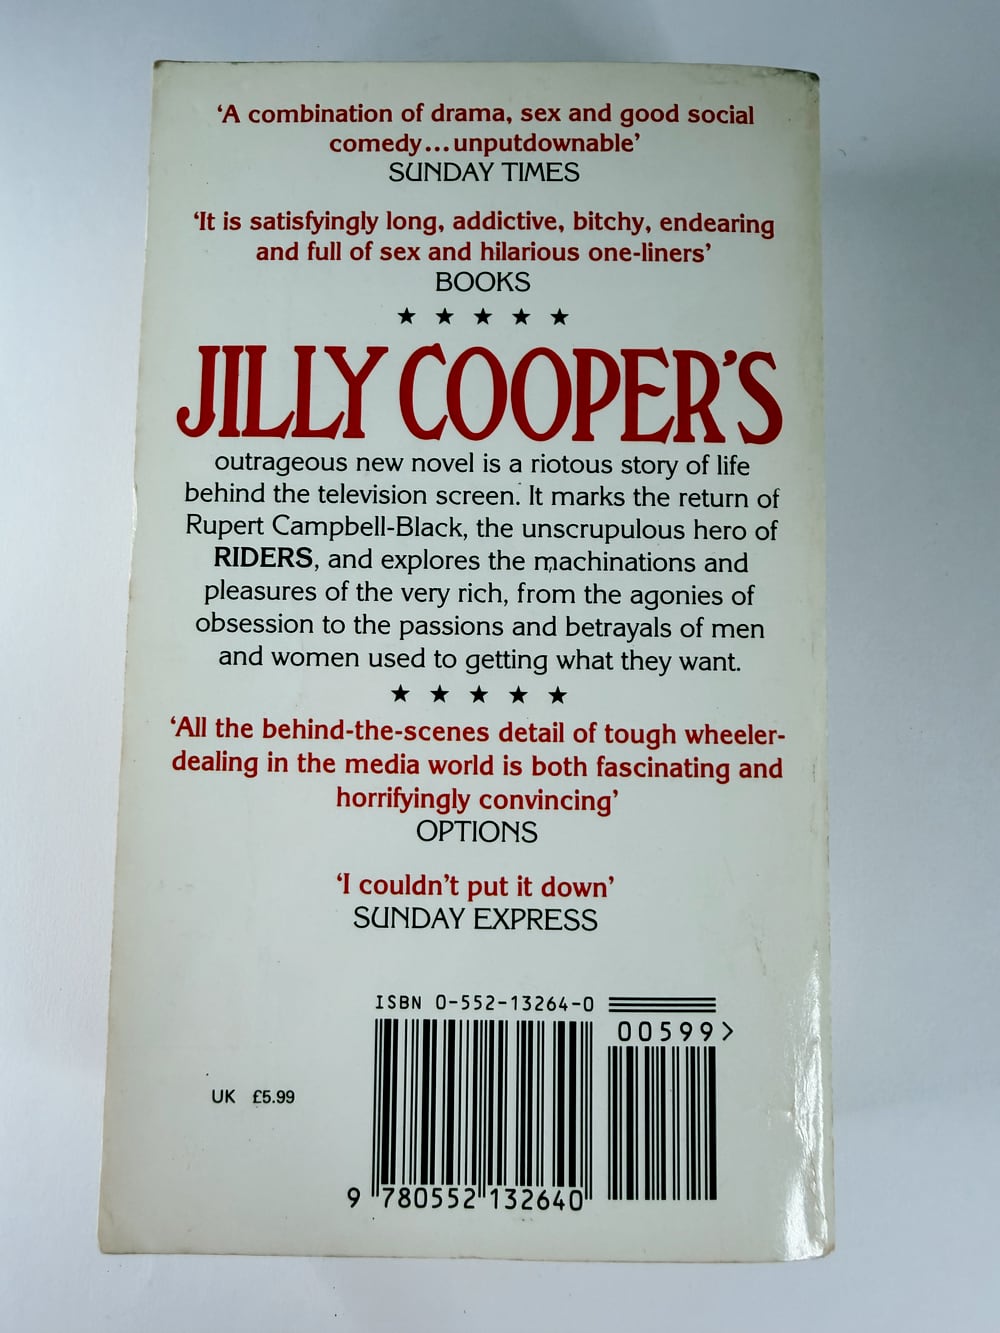 ‘A combination of drama, sex and good social
comedy...unputdownable’
SUNDAY TIMES
‘It is satisfyingly long, addictive, bitchy, endearing
and full of sex and hilarious one-liners’
BOOKS
★ ★ ★ ★ ★
JILLY COOPER’S
outrageous new novel is a riotous story of life
behind the television screen. It marks the return of
Rupert Campbell-Black, the unscrupulous hero of
RIDERS, and explores the machinations and
pleasures of the very rich, from the agonies of
obsession to the passions and betrayals of men
and women used to getting what they want.
★ ★ ★ ★ ★
‘All the behind-the-scenes detail of tough wheeler-
dealing in the media world is both fascinating and
horrifyingly convincing’
OPTIONS
‘I couldn’t put it down’
SUNDAY EXPRESS
ISBN 0-552-13264-0
00599>
UK £5.99
9 780552 132640